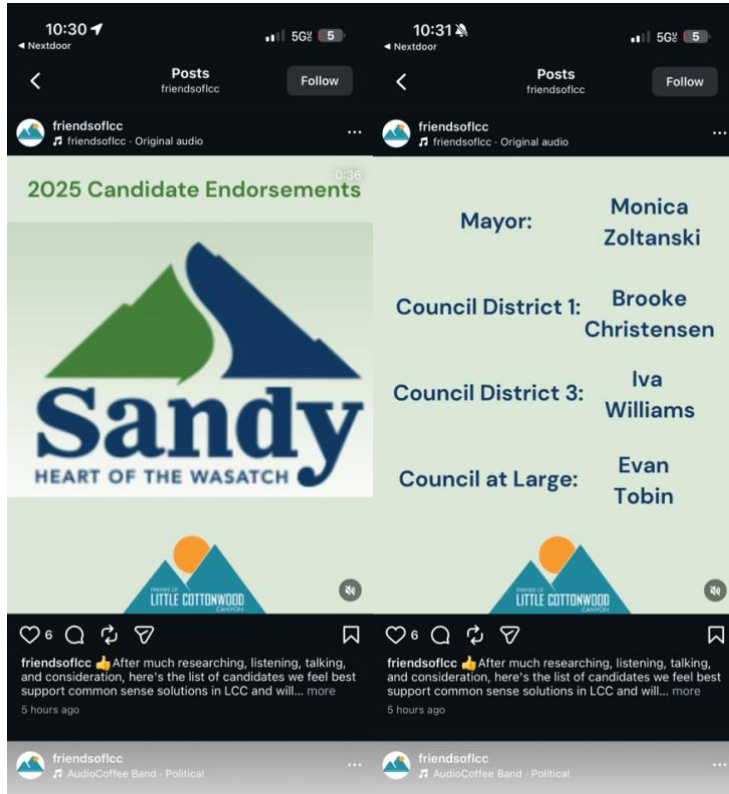 10:30
5G
5
Nextdoor
Posts
friendsoflcc
Follow
friendsoflcc
friendsoflcc · Original audio
0:36
2025 Candidate Endorsements
Sandy
HEART OF THE WASATCH
FRIENDS OF
LITTLE COTTONWOOD
CANYON
6
friendsoflcc 👍After much researching, listening, talking,
and consideration, here's the list of candidates we feel best
support common sense solutions in LCC and will... more
5 hours ago
friendsoflcc
AudioCoffee Band · Political
10:31
5G
5
Nextdoor
Posts
friendsoflcc
Follow
friendsoflcc
friendsoflcc · Original audio
Mayor: Monica
Zoltanski
Council District 1: Brooke
Christensen
Council District 3: Iva
Williams
Council at Large: Evan
Tobin
FRIENDS OF
LITTLE COTTONWOOD
CANYON
6
friendsoflcc 👍After much researching, listening, talking,
and consideration, here's the list of candidates we feel best
support common sense solutions in LCC and will... more
5 hours ago
friendsoflcc
AudioCoffee Band · Political